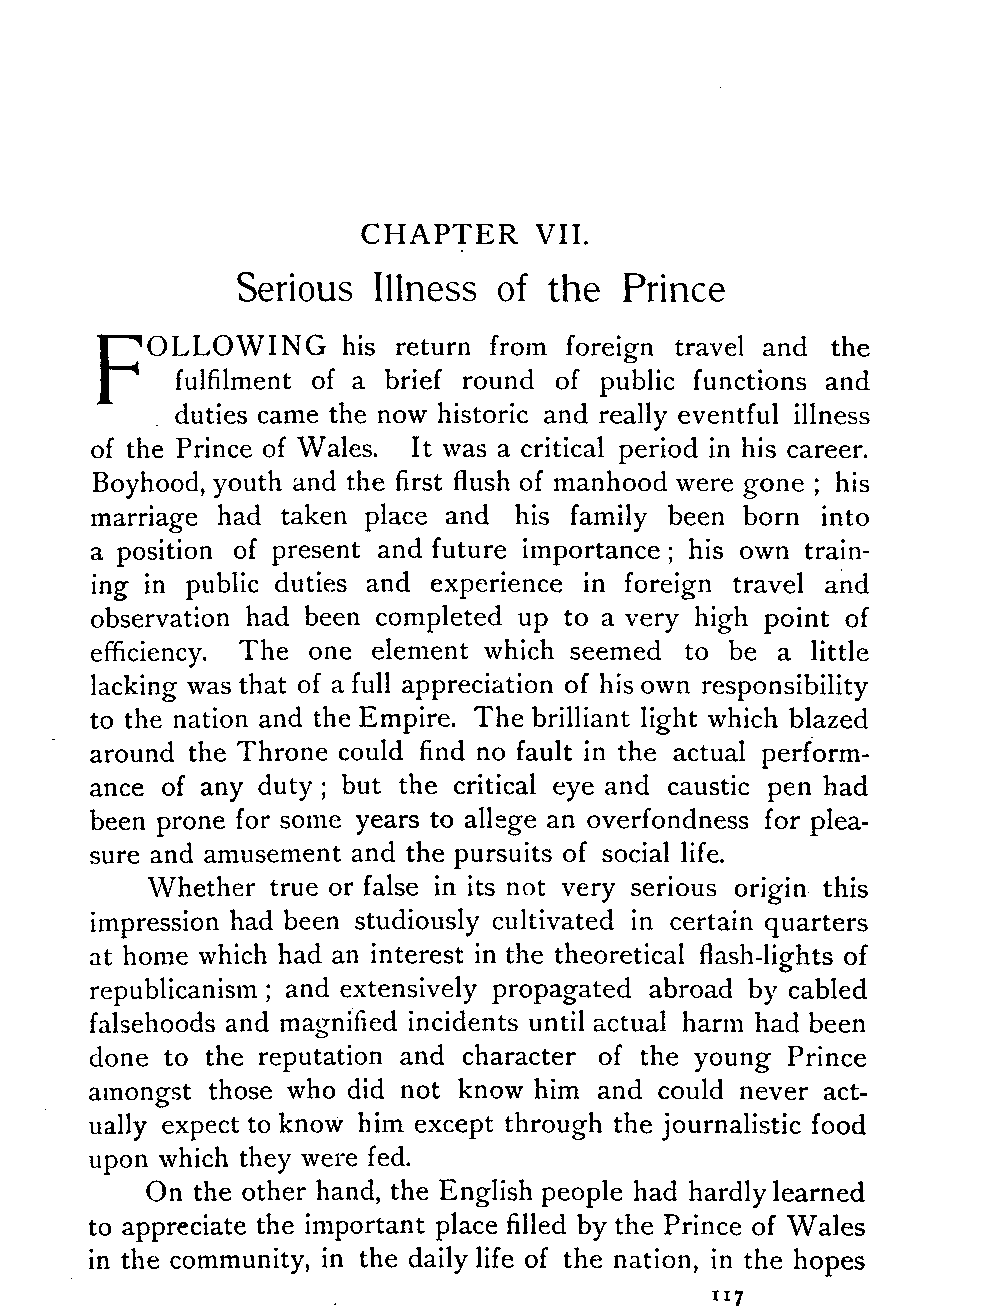 CHAPTER VII.
Serious Illness of the Prince
FOLLOWING his return from foreign travel and the
fulfilment of a brief round of public functions and
duties came the now historic and really eventful illness
of the Prince of Wales. It was a critical period in his career.
Boyhood, youth and the first flush of manhood were gone ; his
marriage had taken place and his family been born into
a position of present and future importance ; his own train-
ing in public duties and experience in foreign travel and
observation had been completed up to a very high point of
efficiency. The one element which seemed to be a little
lacking was that of a full appreciation of his own responsibility
to the nation and the Empire. The brilliant light which blazed
around the Throne could find no fault in the actual perform-
ance of any duty ; but the critical eye and caustic pen had
been prone for some years to allege an overfondness for plea-
sure and amusement and the pursuits of social life.
Whether true or false in its not very serious origin this
impression had been studiously cultivated in certain quarters
at home which had an interest in the theoretical flash-lights of
republicanism ; and extensively propagated abroad by cabled
falsehoods and magnified incidents until actual harm had been
done to the reputation and character of the young Prince
amongst those who did not know him and could never act-
ually expect to know him except through the journalistic food
upon which they were fed.
On the other hand, the English people had hardly learned
to appreciate the important place filled by the Prince of Wales
in the community, in the daily life of the nation, in the hopes
117